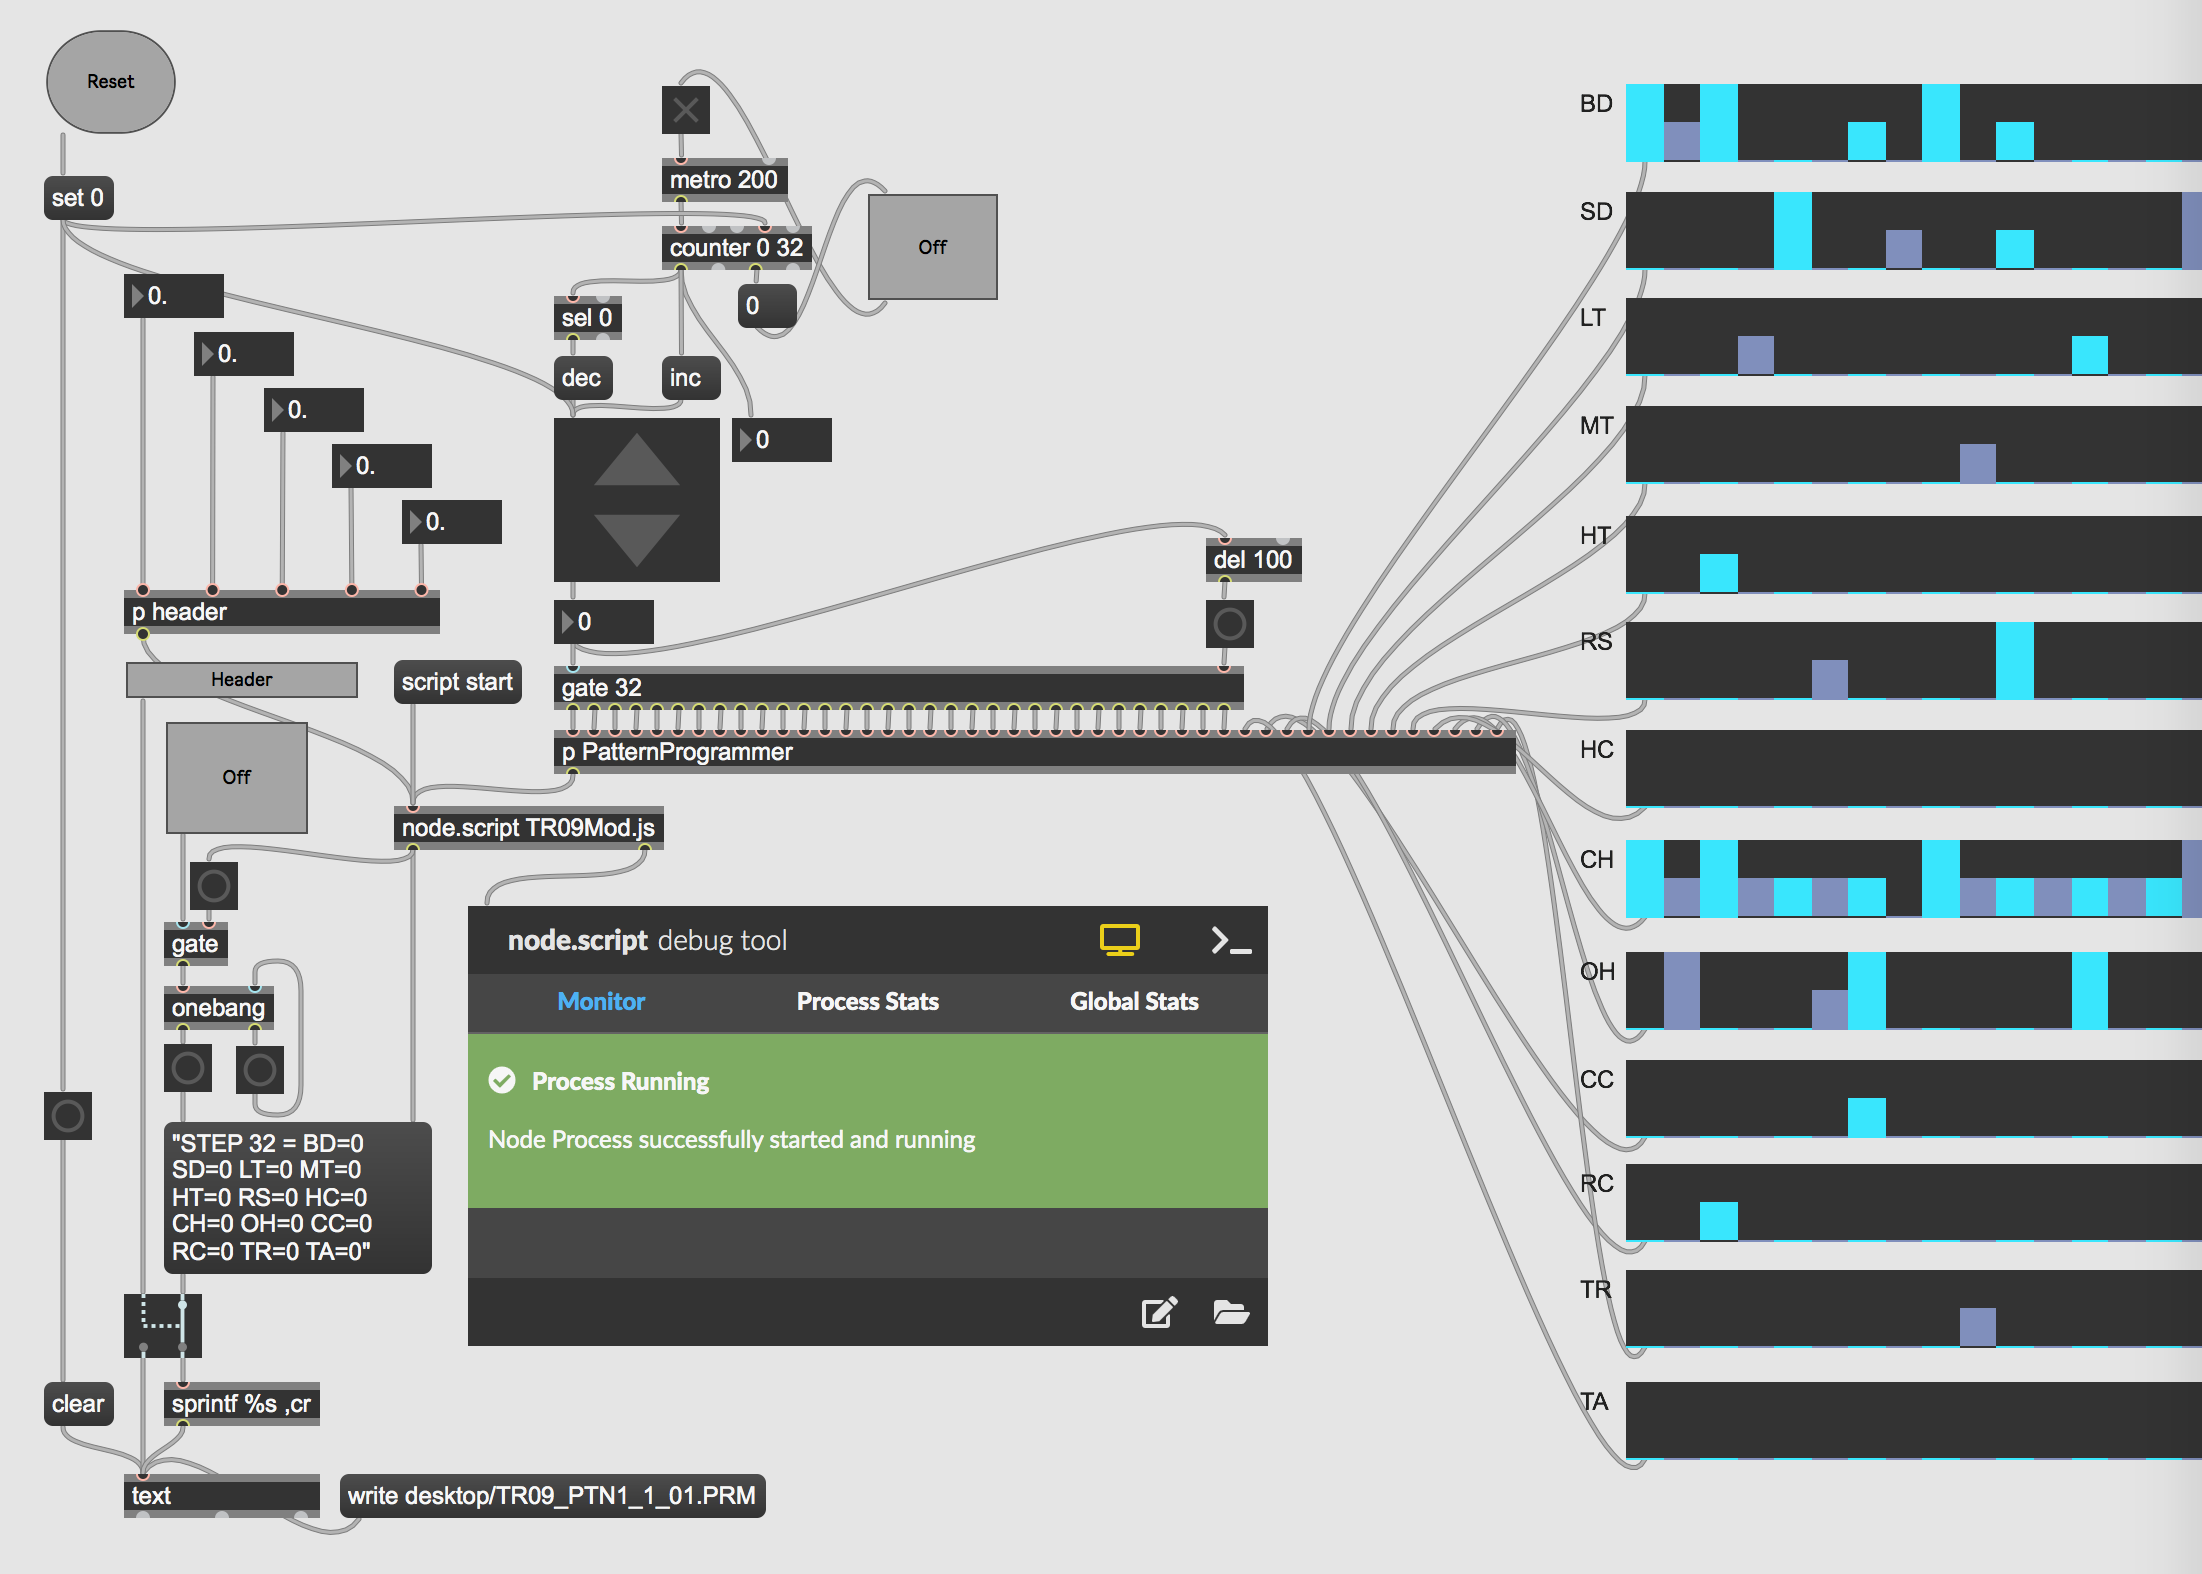 Reset
set 0
metro 200
counter 0 32
Off
0
sel 0
dec
inc
0
0.
0.
0.
0.
0.
p header
Header
script start
0
del 100
gate 32
p PatternProgrammer
Off
node.script TR09Mod.js
gate
onebang
"STEP 32 = BD=0
SD=0 LT=0 MT=0
HT=0 RS=0 HC=0
CH=0 OH=0 CC=0
RC=0 TR=0 TA=0"
node.script debug tool
Monitor Process Stats Global Stats
Process Running
Node Process successfully started and running
clear
sprintf %s ,cr
text
write desktop/TR09_PTN1_1_01.PRM
BD
SD
LT
MT
HT
RS
HC
CH
OH
CC
RC
TR
TA